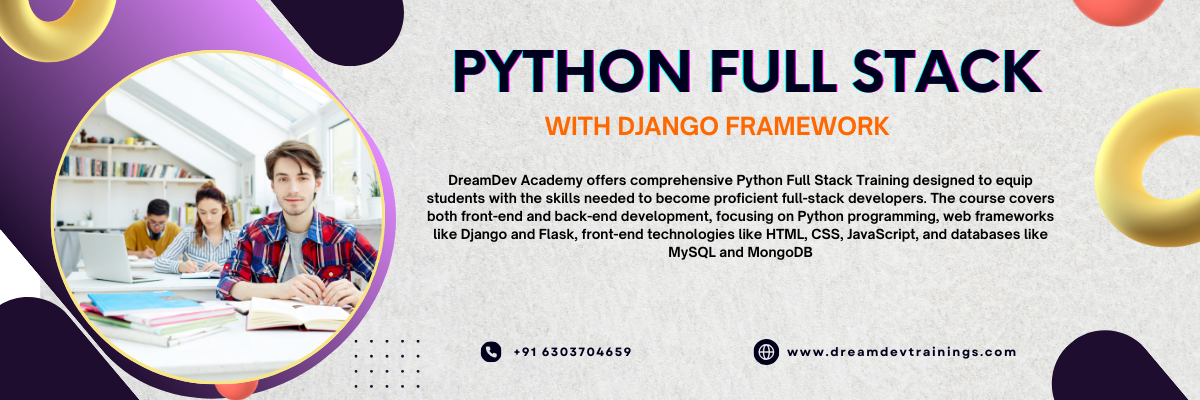 PYTHON FULL STACK
WITH DJANGO FRAMEWORK
DreamDev Academy offers comprehensive Python Full Stack Training designed to equip
students with the skills needed to become proficient full-stack developers. The course covers
both front-end and back-end development, focusing on Python programming, web frameworks
like Django and Flask, front-end technologies like HTML, CSS, JavaScript, and databases like
MySQL and MongoDB
+91 6303704659
www.dreamdevtrainings.com